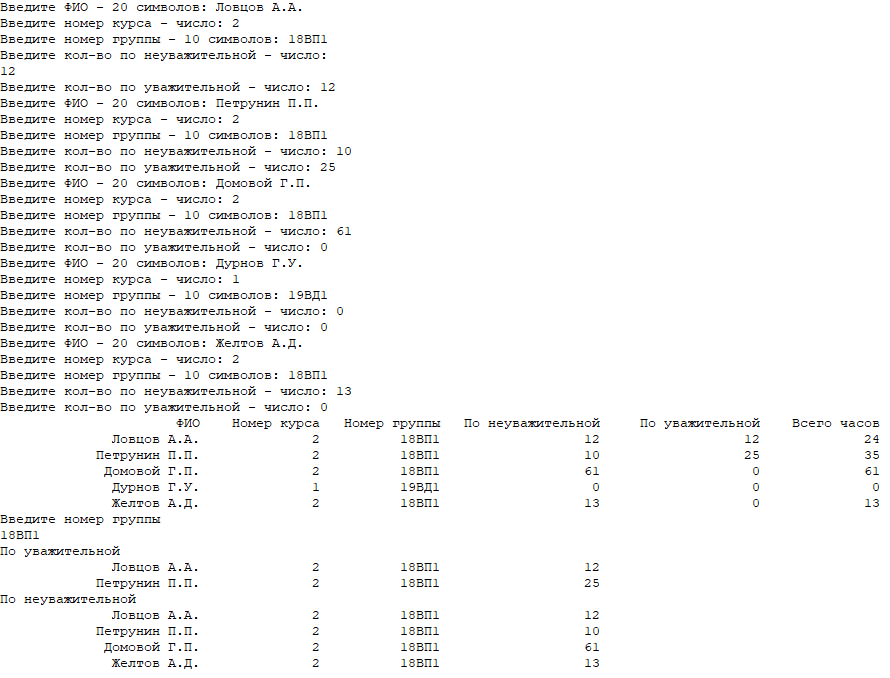 Введите ФИО - 20 символов: Ловцов А.А.
Введите номер курса - число: 2
Введите номер группы - 10 символов: 18ВП1
Введите кол-во по неуважительной - число:
12
Введите кол-во по уважительной - число: 12
Введите ФИО - 20 символов: Петрунин П.П.
Введите номер курса - число: 2
Введите номер группы - 10 символов: 18ВП1
Введите кол-во по неуважительной - число: 10
Введите кол-во по уважительной - число: 25
Введите ФИО - 20 символов: Домовой Г.П.
Введите номер курса - число: 2
Введите номер группы - 10 символов: 18ВП1
Введите кол-во по неуважительной - число: 61
Введите кол-во по уважительной - число: 0
Введите ФИО - 20 символов: Дурнов Г.У.
Введите номер курса - число: 1
Введите номер группы - 10 символов: 19ВД1
Введите кол-во по неуважительной - число: 0
Введите кол-во по уважительной - число: 0
Введите ФИО - 20 символов: Желтов А.Д.
Введите номер курса - число: 2
Введите номер группы - 10 символов: 18ВП1
Введите кол-во по неуважительной - число: 13
Введите кол-во по уважительной - число: 0
ФИО Номер курса Номер группы По неуважительной По уважительной Всего часов
Ловцов А.А. 2 18ВП1 12 12 24
Петрунин П.П. 2 18ВП1 10 25 35
Домовой Г.П. 2 18ВП1 61 0 61
Дурнов Г.У. 1 19ВД1 0 0 0
Желтов А.Д. 2 18ВП1 13 0 13
Введите номер группы
18ВП1
По уважительной
Ловцов А.А. 2 18ВП1 12
Петрунин П.П. 2 18ВП1 25
По неуважительной
Ловцов А.А. 2 18ВП1 12
Петрунин П.П. 2 18ВП1 10
Домовой Г.П. 2 18ВП1 61
Желтов А.Д. 2 18ВП1 13